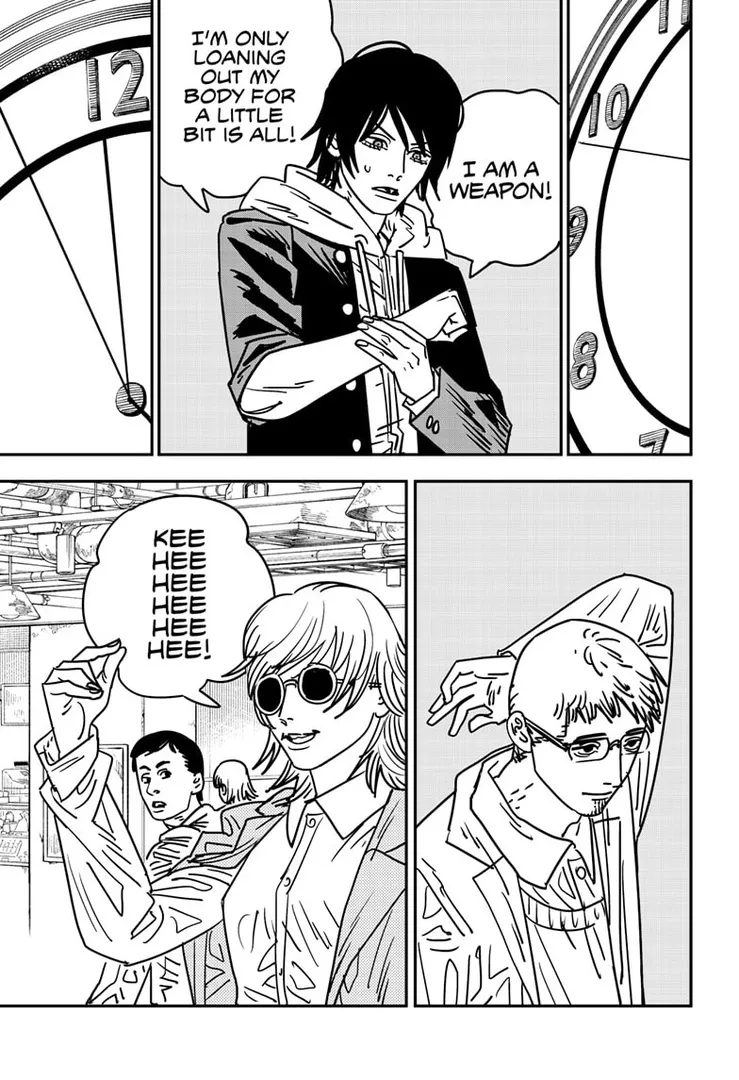 I AM A
WEAPON!
I'M ONLY
LOANING
OUT MY
BODY FOR
A LITTLE
BIT IS ALL!
10
9
8
7
12
KEE
HEE
HEE
HEE
HEE
HEE!